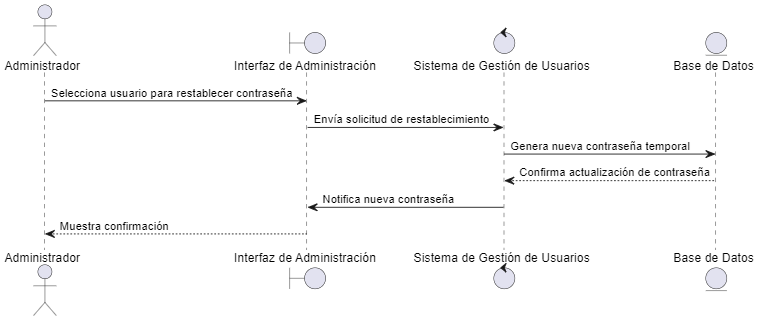 Administrador
Interfaz de Administración
Sistema de Gestión de Usuarios
Base de Datos
Selecciona usuario para restablecer contraseña
Envía solicitud de restablecimiento
Genera nueva contraseña temporal
Confirma actualización de contraseña
Notifica nueva contraseña
Muestra confirmación
Administrador
Interfaz de Administración
Sistema de Gestión de Usuarios
Base de Datos